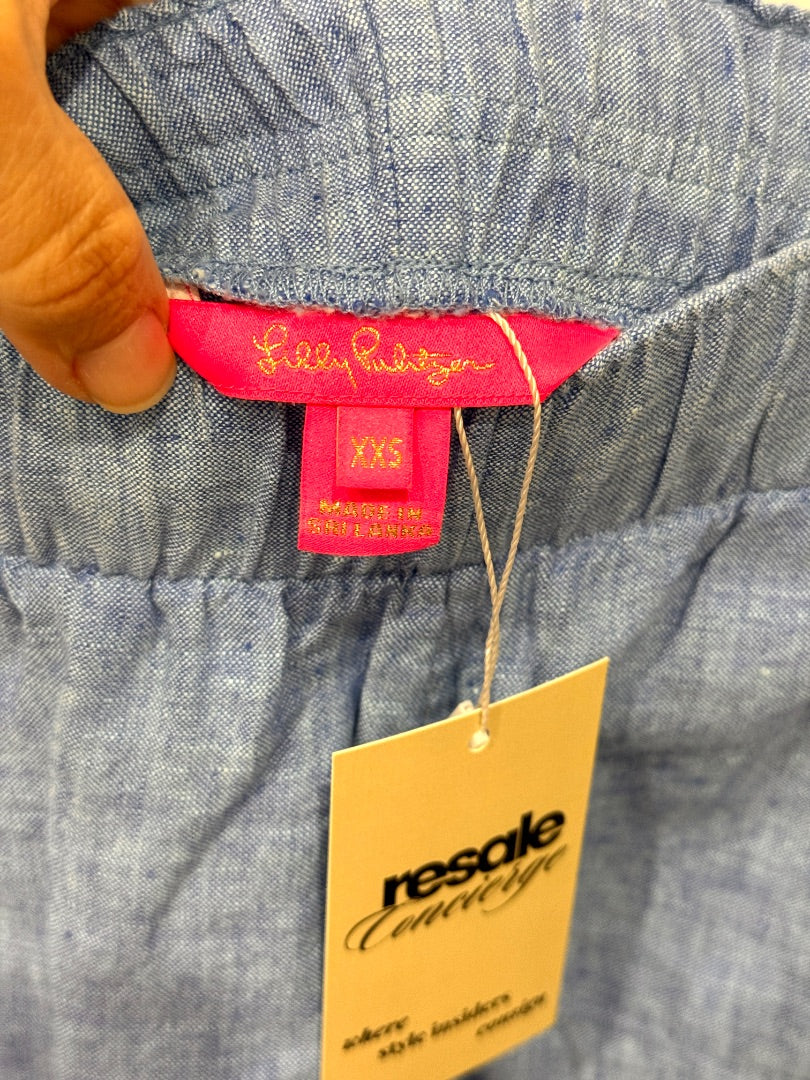 Lilly Pulitzer
XXS
MADE IN
SRI LANKA
resale
Concierge
where
style insiders
consign